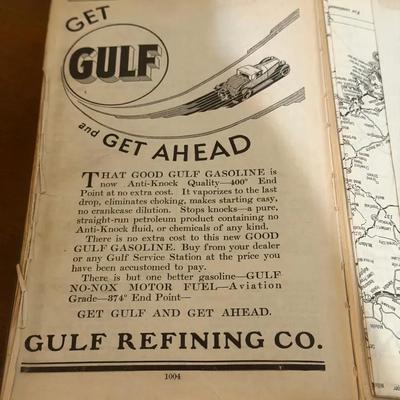 GET
GULF
and GET AHEAD
THAT GOOD GULF GASOLINE is
now Anti-Knock Quality—400° End
Point at no extra cost. It vaporizes to the last
drop, eliminates choking, makes starting easy,
no crankcase dilution. Stops knocks—a pure,
straight-run petroleum product containing no
Anti-Knock fluid, or chemicals of any kind.
There is no extra cost to this new GOOD
GULF GASOLINE. Buy from your dealer
or any Gulf Service Station at the price you
have been accustomed to pay.
There is but one better gasoline—GULF
NO-NOX MOTOR FUEL—Aviation
Grade—374° End Point—
GET GULF AND GET AHEAD.
GULF REFINING CO.
1004